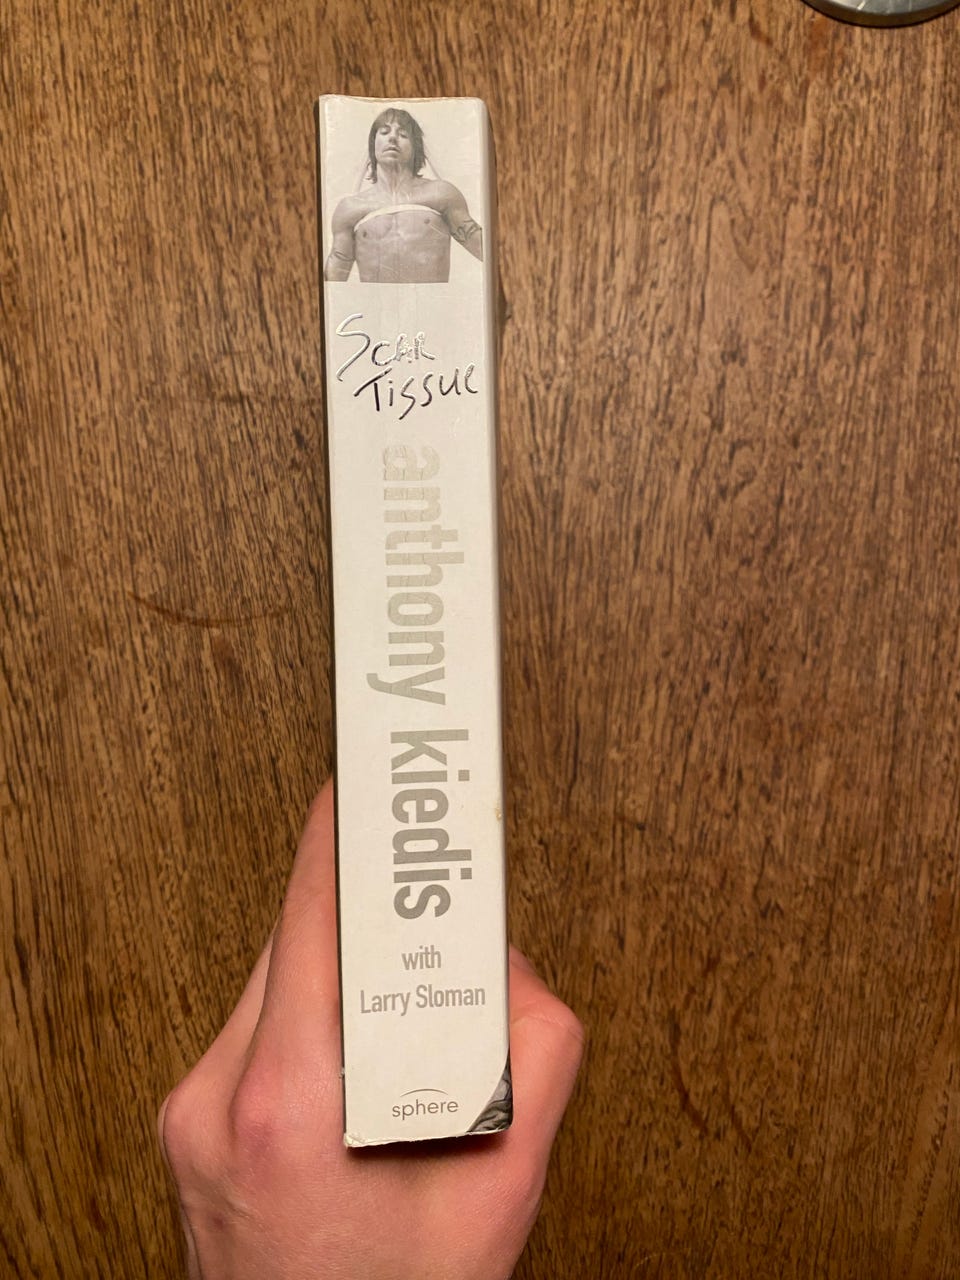 Scar
Tissue
anthony kiedis
with
Larry Sloman
sphere